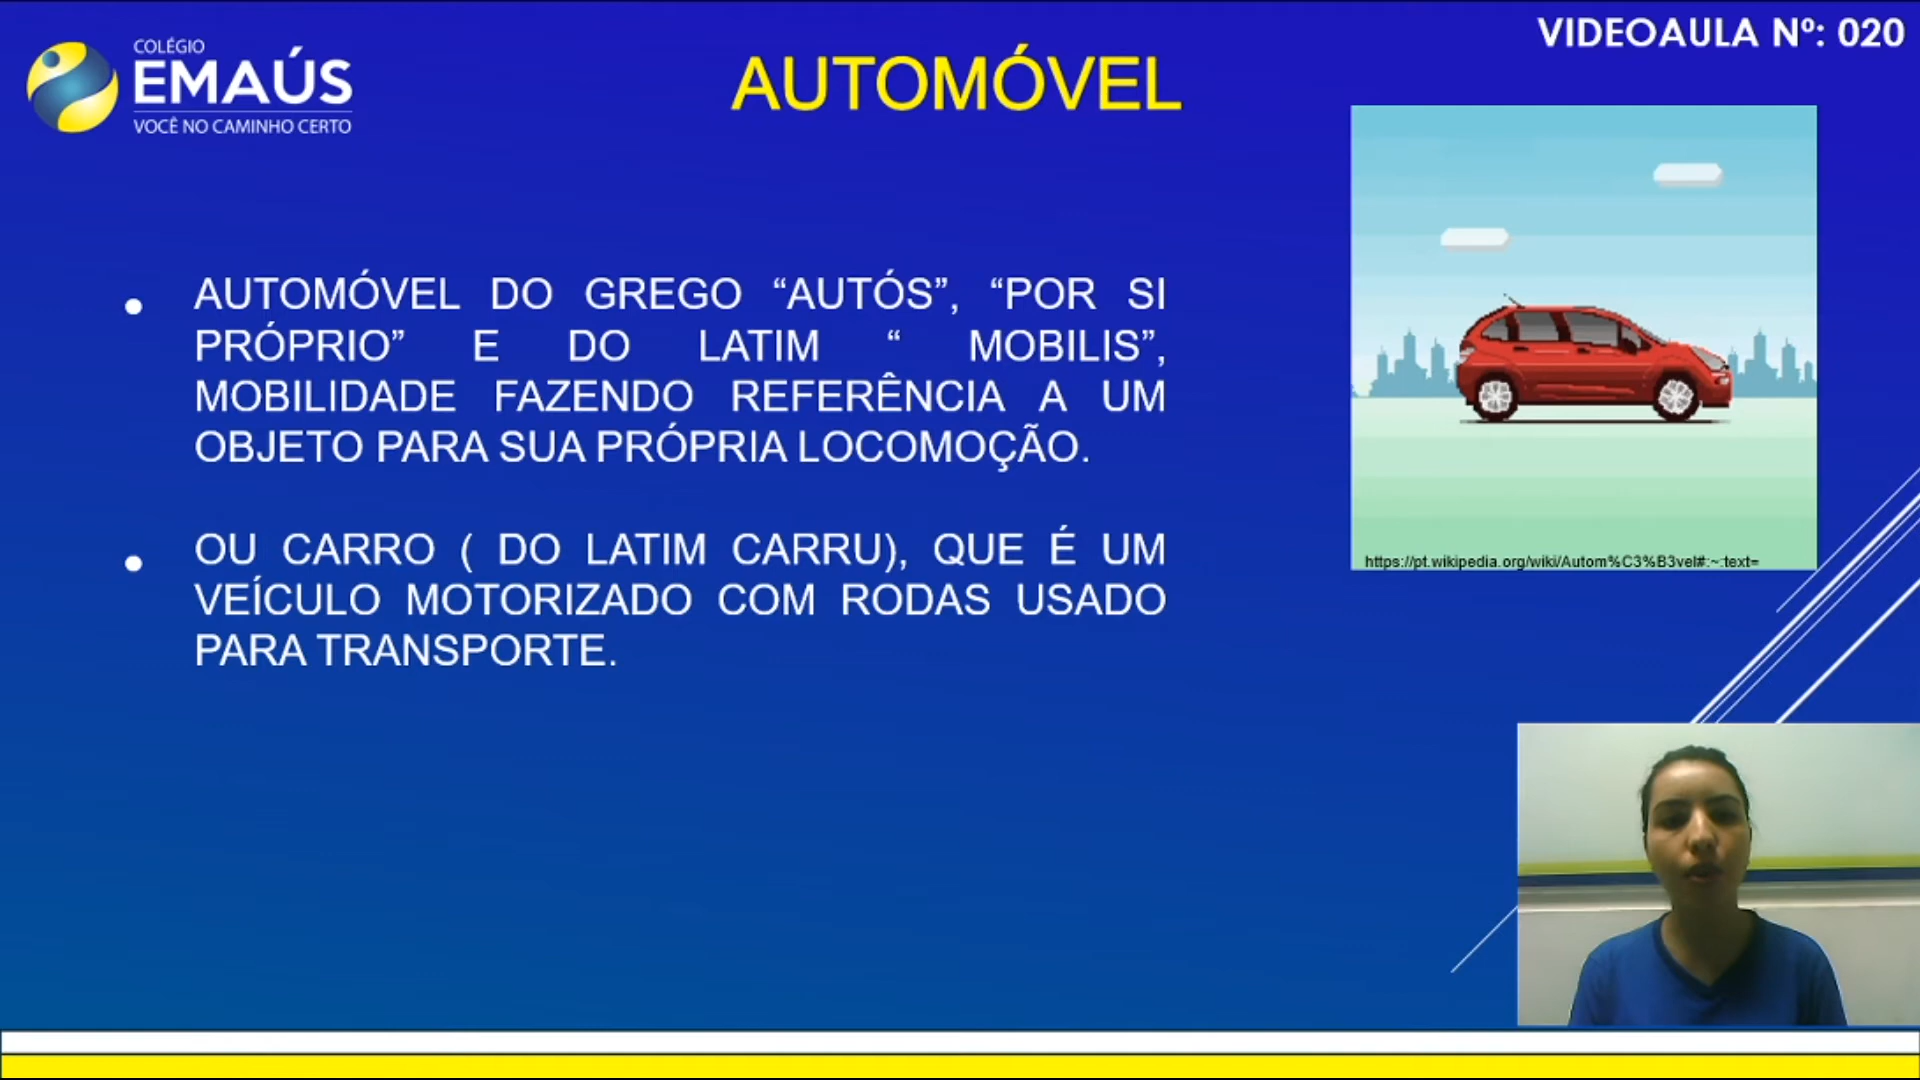 VIDEOAULA Nº: 020
COLÉGIO
EMAÚS
VOCÊ NO CAMINHO CERTO
AUTOMÓVEL
• AUTOMÓVEL DO GREGO “AUTÓS”, “POR SI
PRÓPRIO” E DO LATIM “ MOBILIS”,
MOBILIDADE FAZENDO REFERÊNCIA A UM
OBJETO PARA SUA PRÓPRIA LOCOMOÇÃO.
• OU CARRO ( DO LATIM CARRU), QUE É UM
VEÍCULO MOTORIZADO COM RODAS USADO
PARA TRANSPORTE.
https://pt.wikipedia.org/wiki/Autom%C3%B3vel#:~:text=